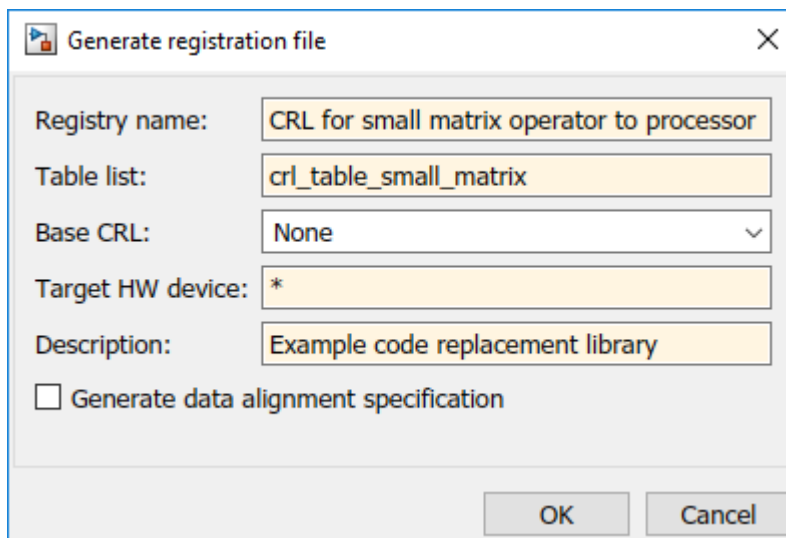 Generate registration file
Registry name: CRL for small matrix operator to processor
Table list: crl_table_small_matrix
Base CRL: None
Target HW device: *
Description: Example code replacement library
Generate data alignment specification
OK Cancel